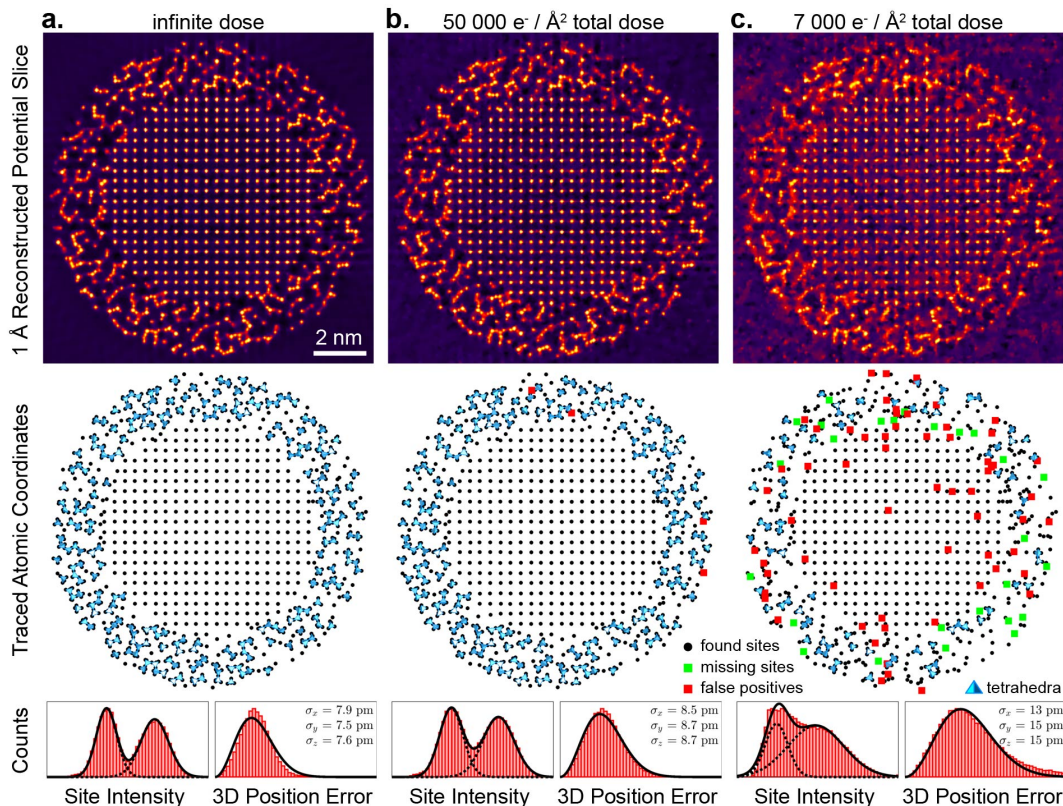 a. infinite dose
b. 50 000 e⁻ / Å² total dose
c. 7 000 e⁻ / Å² total dose
1 Å Reconstructed Potential Slice
2 nm
Traced Atomic Coordinates
found sites
missing sites
false positives
tetrahedra
Counts
σx = 7.9 pm
σy = 7.5 pm
σz = 7.6 pm
σx = 8.5 pm
σy = 8.7 pm
σz = 8.7 pm
σx = 13 pm
σy = 15 pm
σz = 15 pm
Site Intensity
3D Position Error
Site Intensity
3D Position Error
Site Intensity
3D Position Error